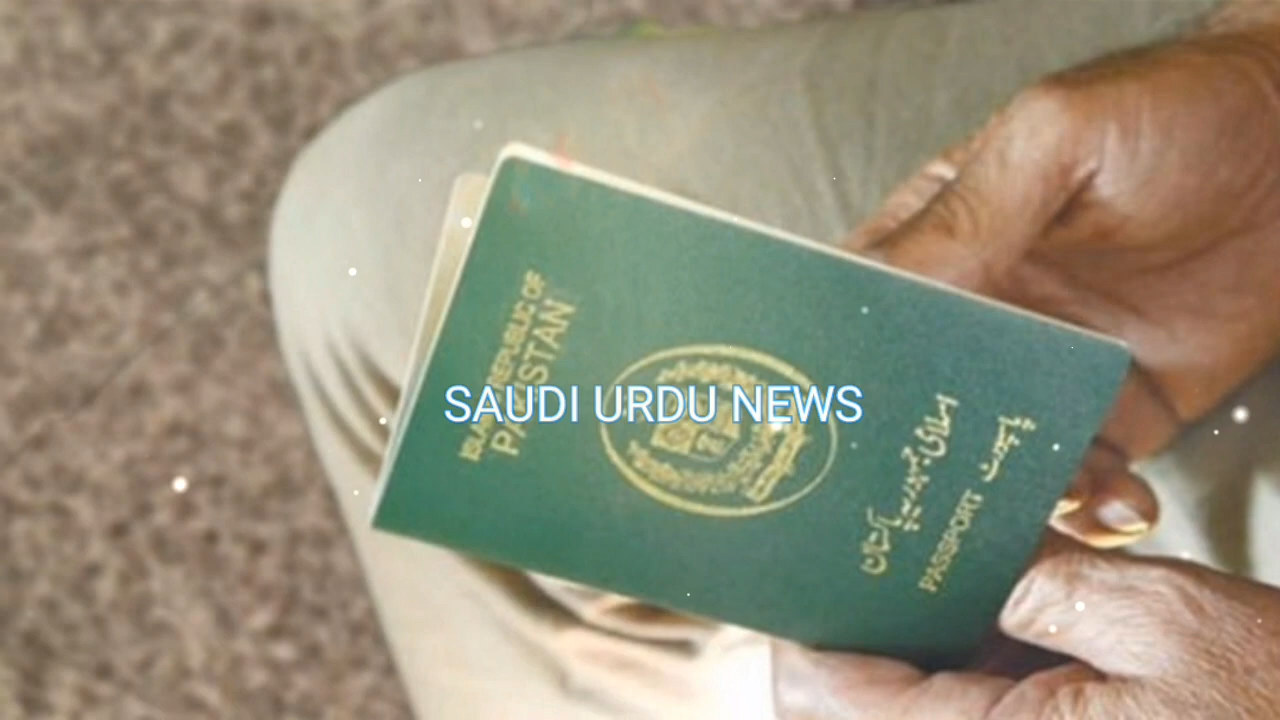 ISLAMIC REPUBLIC OF
PAKISTAN
SAUDI URDU NEWS
اسلامی جمہوریہ پاکستان
PASSPORT پاسپورٹ